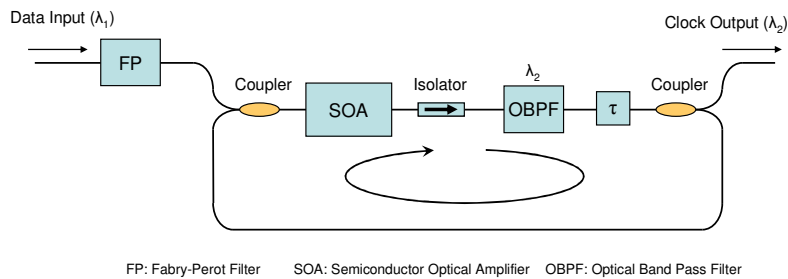 Data Input (λ1)
Clock Output (λ2)
FP
Coupler
SOA
Isolator
λ2
OBPF
τ
Coupler
FP: Fabry-Perot Filter SOA: Semiconductor Optical Amplifier OBPF: Optical Band Pass Filter